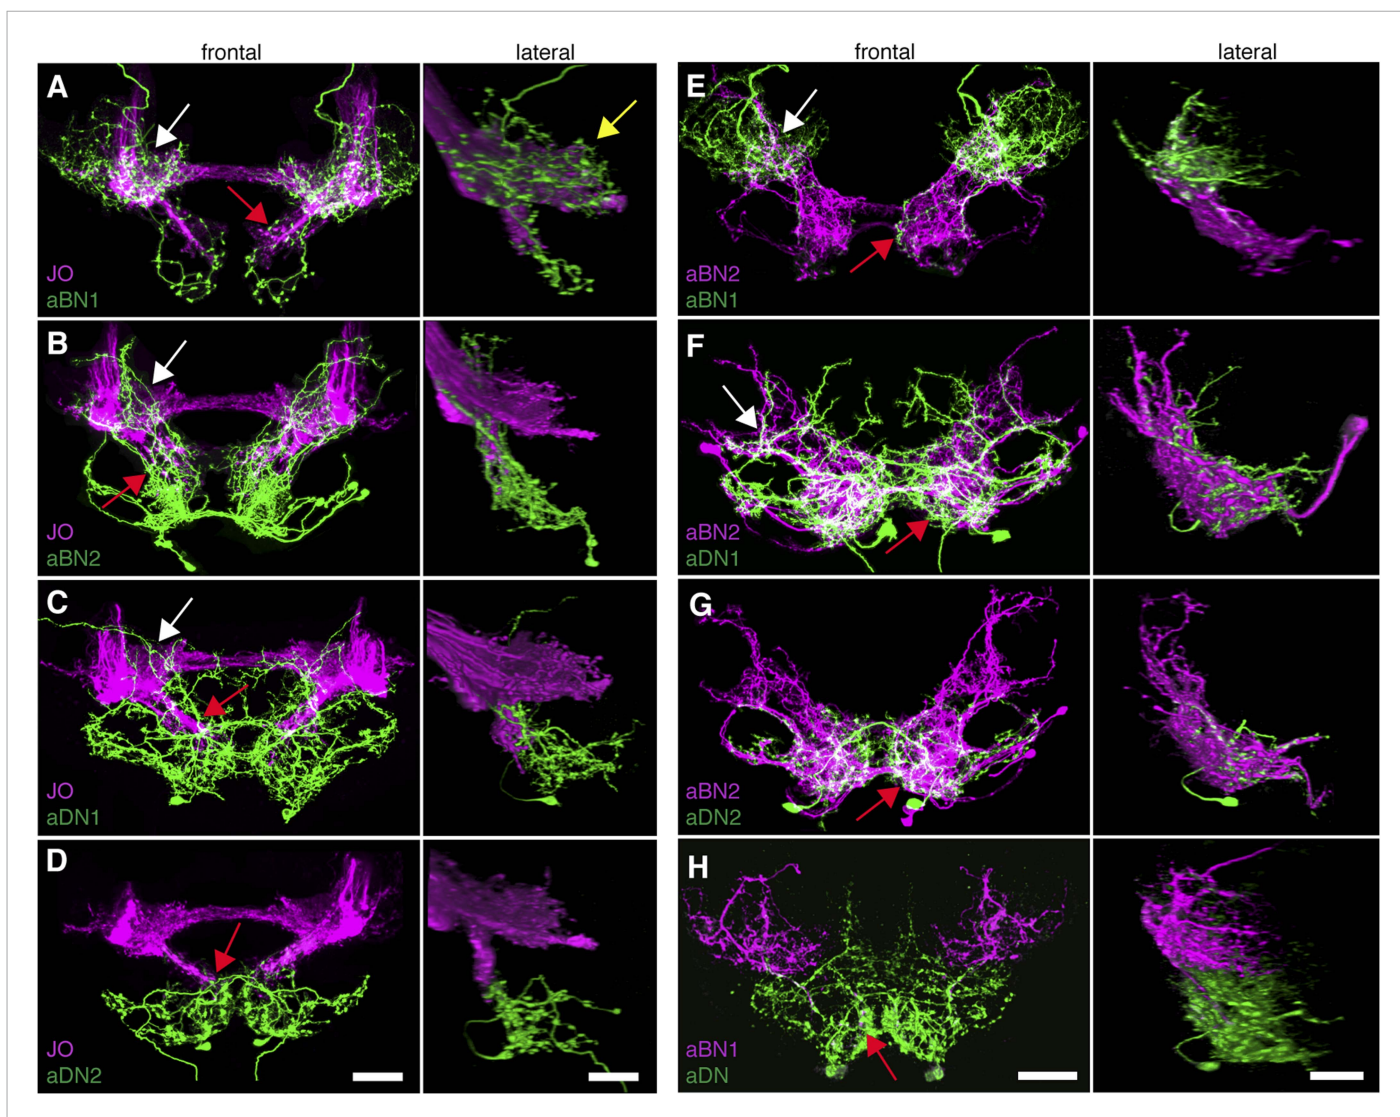 frontal lateral frontal lateral
A
JO
aBN1
B
JO
aBN2
C
JO
aDN1
D
JO
aDN2
E
aBN2
aBN1
F
aBN2
aDN1
G
aBN2
aDN2
H
aBN1
aDN